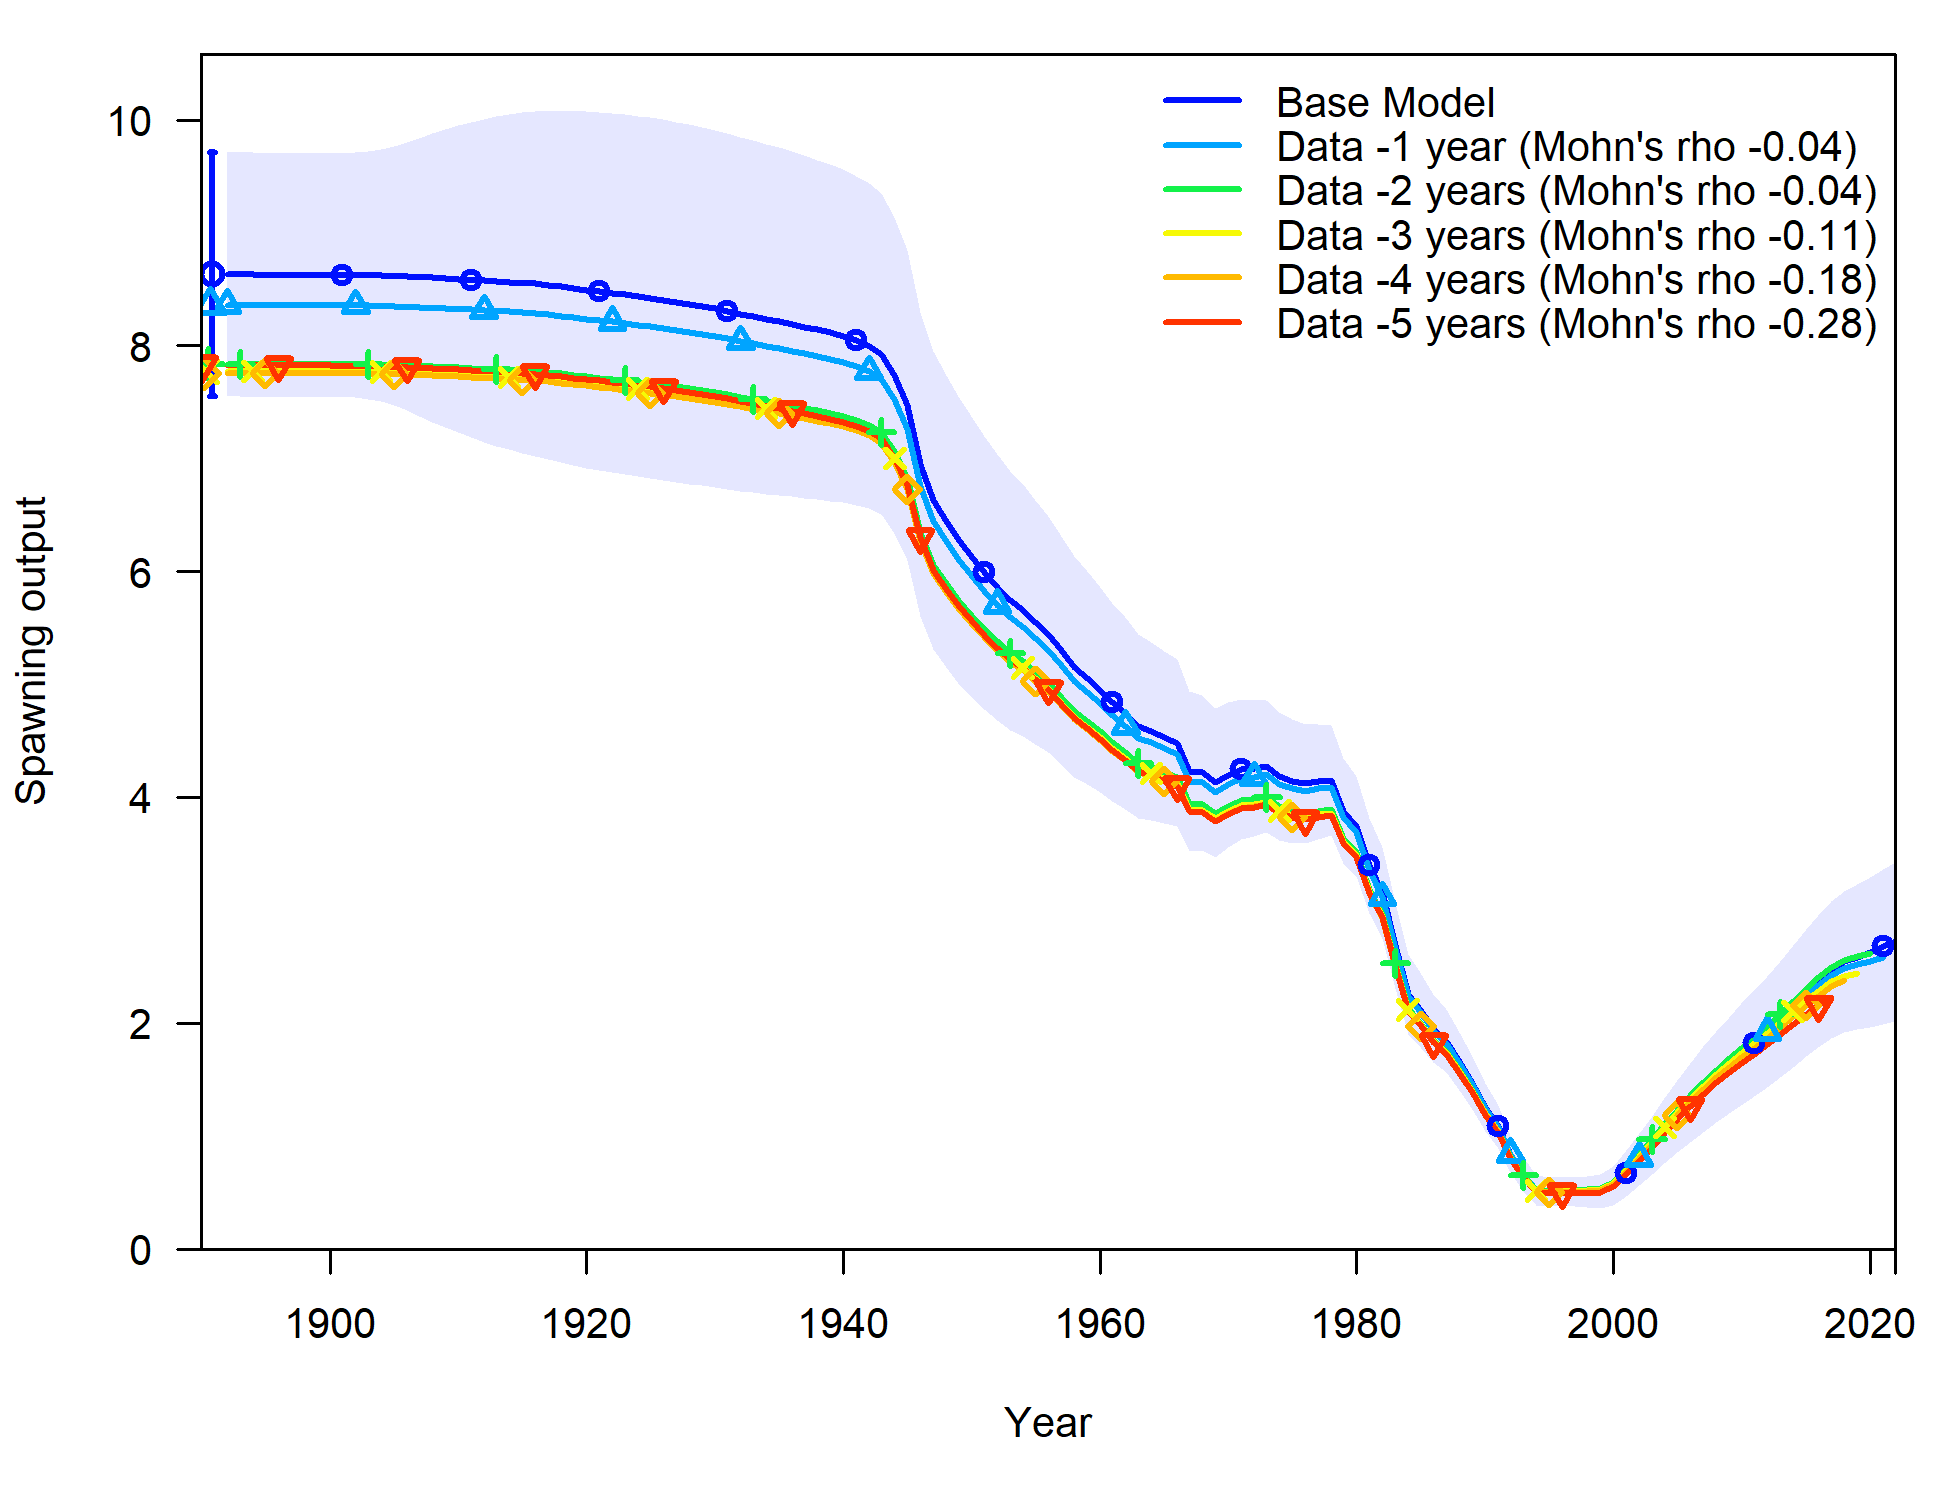 Base Model
Data -1 year (Mohn's rho -0.04)
Data -2 years (Mohn's rho -0.04)
Data -3 years (Mohn's rho -0.11)
Data -4 years (Mohn's rho -0.18)
Data -5 years (Mohn's rho -0.28)
10
8
6
4
2
0
Spawning output
1900 1920 1940 1960 1980 2000 2020
Year